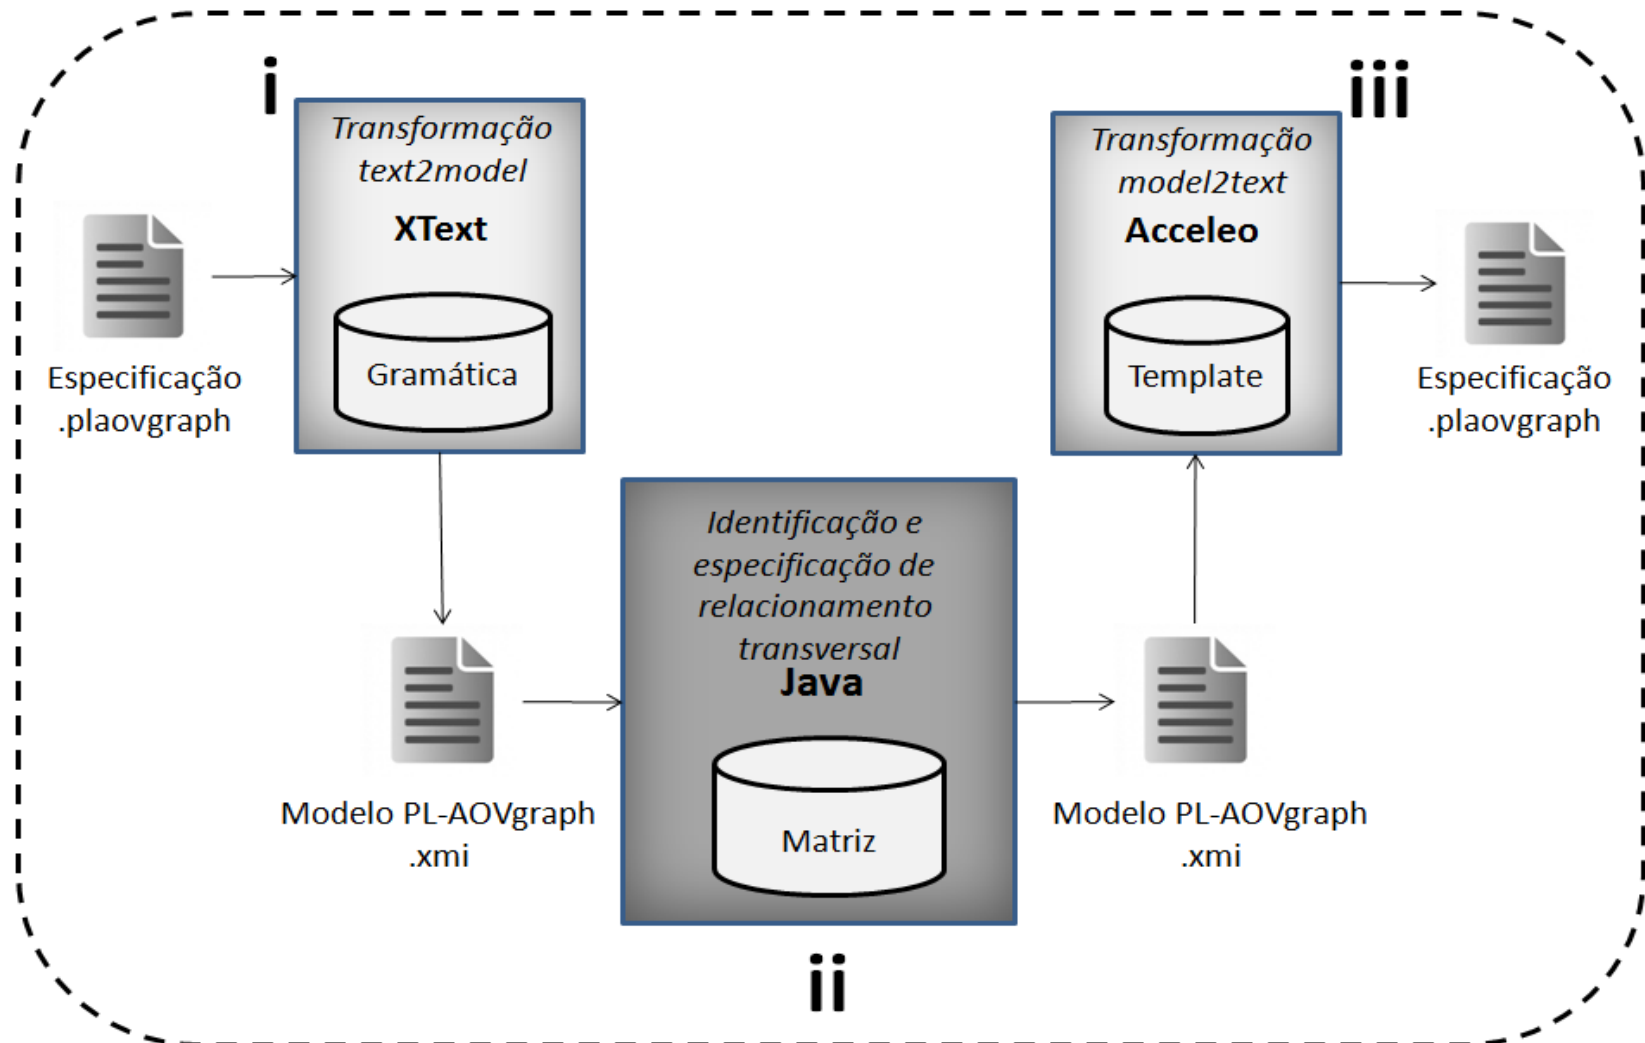 i
Transformação
text2model
XText
Gramática
Especificação
.plaovgraph
Modelo PL-AOVgraph
.xmi
Identificação e
especificação de
relacionamento
transversal
Java
Matriz
ii
Modelo PL-AOVgraph
.xmi
iii
Transformação
model2text
Acceleo
Template
Especificação
.plaovgraph